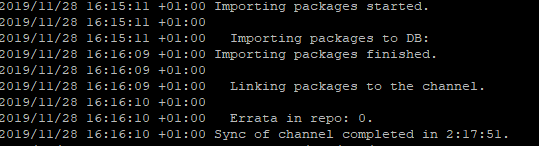 2019/11/28 16:15:11 +01:00 Importing packages started.
2019/11/28 16:15:11 +01:00
2019/11/28 16:15:11 +01:00   Importing packages to DB:
2019/11/28 16:16:09 +01:00 Importing packages finished.
2019/11/28 16:16:09 +01:00
2019/11/28 16:16:09 +01:00   Linking packages to the channel.
2019/11/28 16:16:10 +01:00
2019/11/28 16:16:10 +01:00   Errata in repo: 0.
2019/11/28 16:16:10 +01:00 Sync of channel completed in 2:17:51.